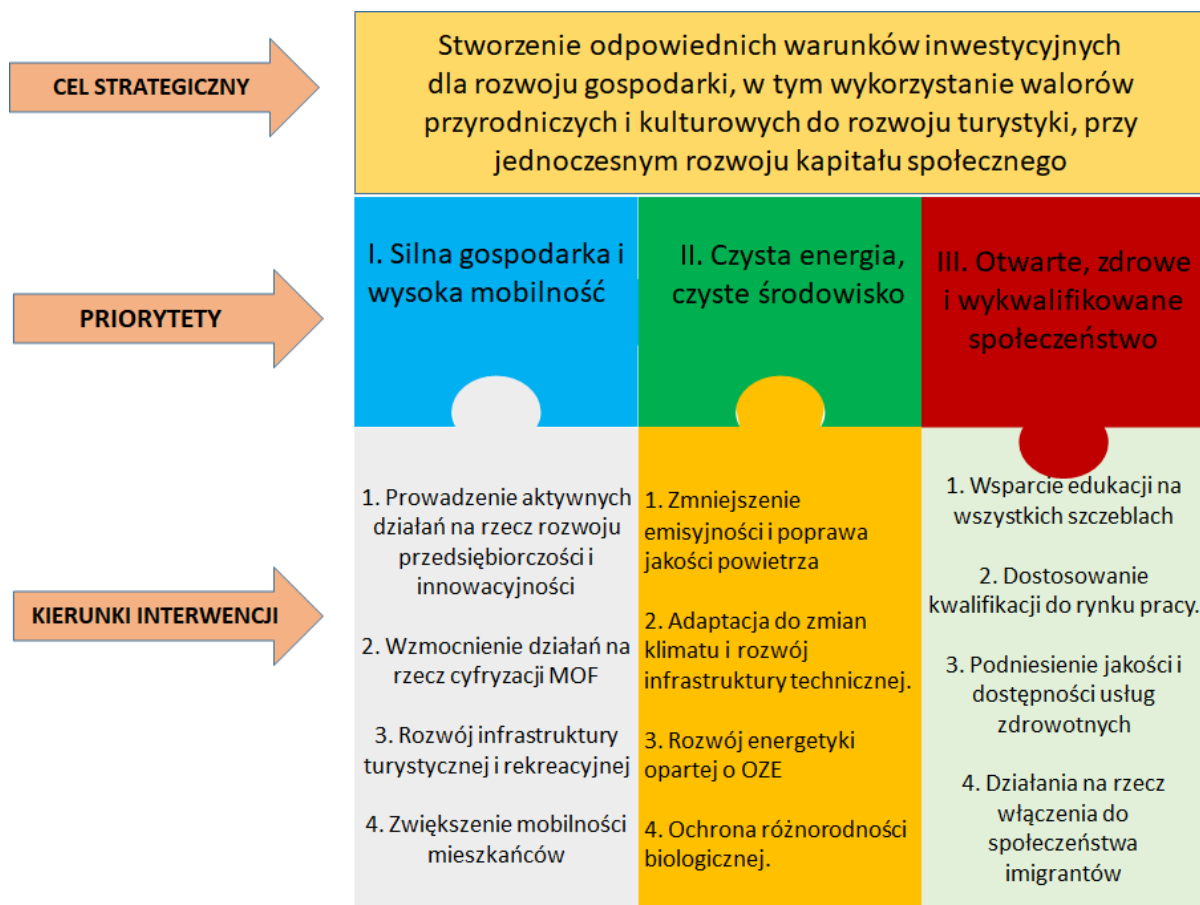 CEL STRATEGICZNY
Stworzenie odpowiednich warunków inwestycyjnych
dla rozwoju gospodarki, w tym wykorzystanie walorów
przyrodniczych i kulturowych do rozwoju turystyki, przy
jednoczesnym rozwoju kapitału społecznego
PRIORYTETY
I. Silna gospodarka i
wysoka mobilność
II. Czysta energia,
czyste środowisko
III. Otwarte, zdrowe
i wykwalifikowane
społeczeństwo
KIERUNKI INTERWENCJI
1. Prowadzenie aktywnych
działań na rzecz rozwoju
przedsiębiorczości i
innowacyjności
2. Wzmocnienie działań na
rzecz cyfryzacji MOF
3. Rozwój infrastruktury
turystycznej i rekreacyjnej
4. Zwiększenie mobilności
mieszkańców
1. Zmniejszenie
emisyjności i poprawa
jakości powietrza
2. Adaptacja do zmian
klimatu i rozwój
infrastruktury technicznej.
3. Rozwój energetyki
opartej o OZE
4. Ochrona różnorodności
biologicznej.
1. Wsparcie edukacji na
wszystkich szczeblach
2. Dostosowanie
kwalifikacji do rynku pracy.
3. Podniesienie jakości i
dostępności usług
zdrowotnych
4. Działania na rzecz
włączenia do
społeczeństwa
imigrantów